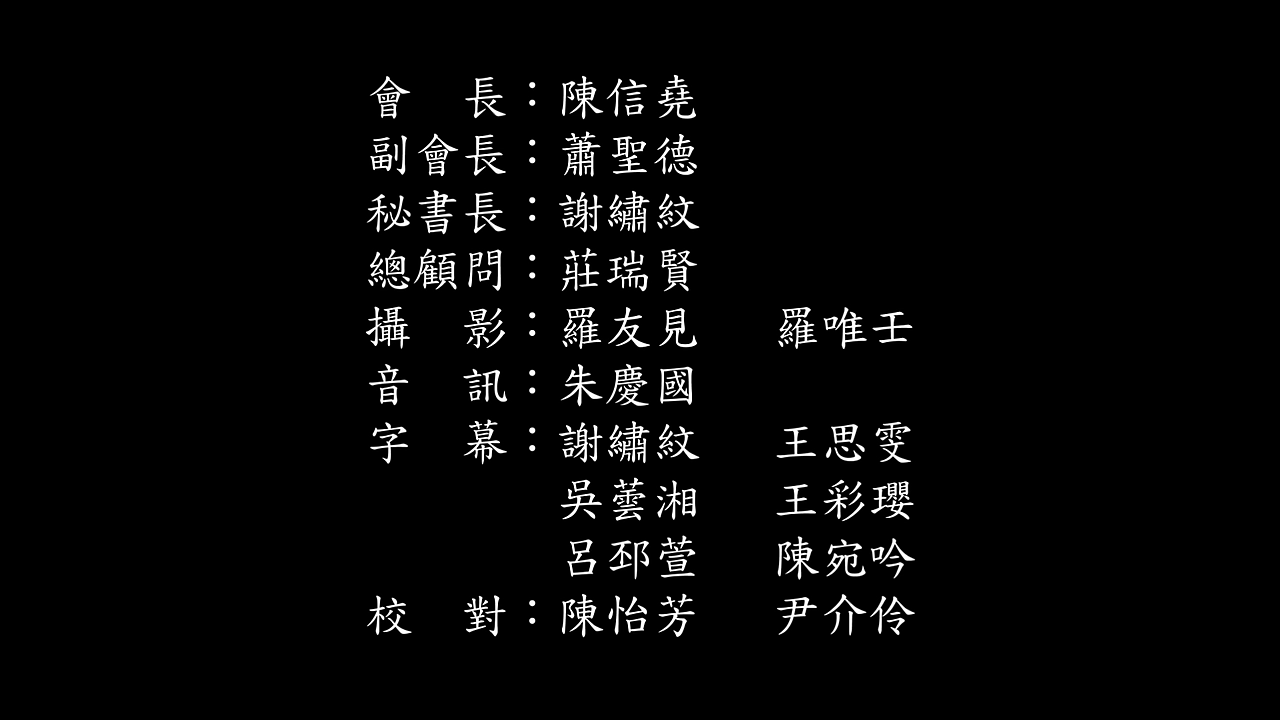 會　長：陳信堯
副會長：蕭聖德
秘書長：謝繡紋
總顧問：莊瑞賢
攝　影：羅友見　羅唯壬
音　訊：朱慶國
字　幕：謝繡紋　王思雯
吳蕓湘　王彩瓔
呂邳萱　陳宛吟
校　對：陳怡芳　尹介伶